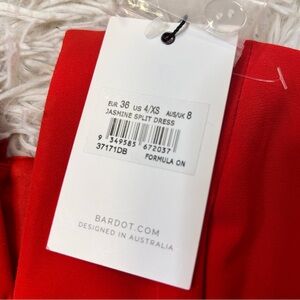 EUR 36 US 4/XS AUS/UK 8
JASMINE SPLIT DRESS
9 349585 672037
37171DB
FORMULA ON
BARDOT.COM
DESIGNED IN AUSTRALIA